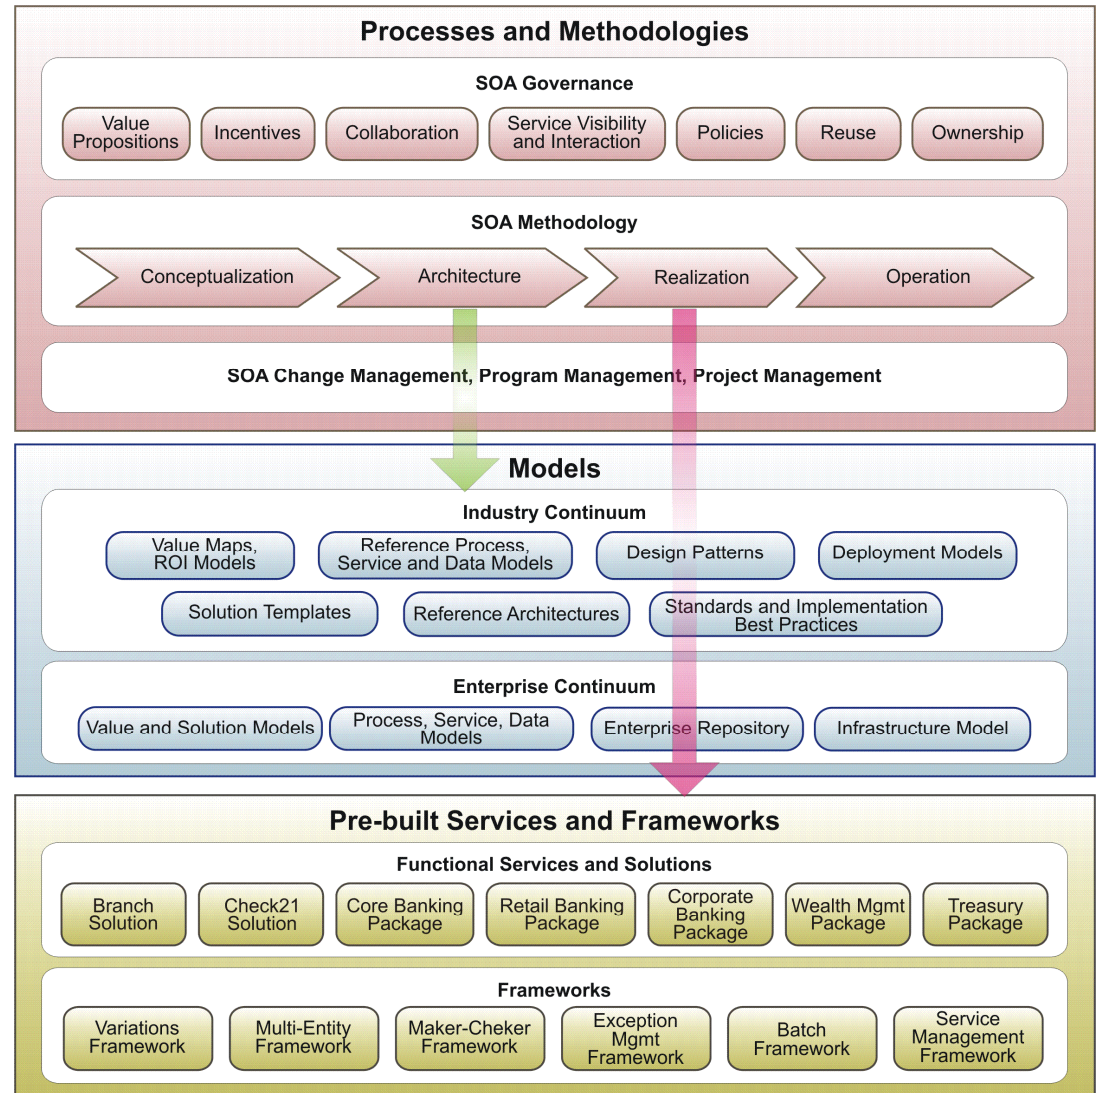 Processes and Methodologies
SOA Governance
Value
Propositions
Incentives
Collaboration
Service Visibility
and Interaction
Policies
Reuse
Ownership
SOA Methodology
Conceptualization
Architecture
Realization
Operation
SOA Change Management, Program Management, Project Management
Models
Industry Continuum
Value Maps,
ROI Models
Reference Process,
Service and Data Models
Design Patterns
Deployment Models
Solution Templates
Reference Architectures
Standards and Implementation
Best Practices
Enterprise Continuum
Value and Solution Models
Process, Service, Data
Models
Enterprise Repository
Infrastructure Model
Pre-built Services and Frameworks
Functional Services and Solutions
Branch
Solution
Check21
Solution
Core Banking
Package
Retail Banking
Package
Corporate
Banking
Package
Wealth Mgmt
Package
Treasury
Package
Frameworks
Variations
Framework
Multi-Entity
Framework
Maker-Cheker
Framework
Exception
Mgmt
Framework
Batch
Framework
Service
Management
Framework